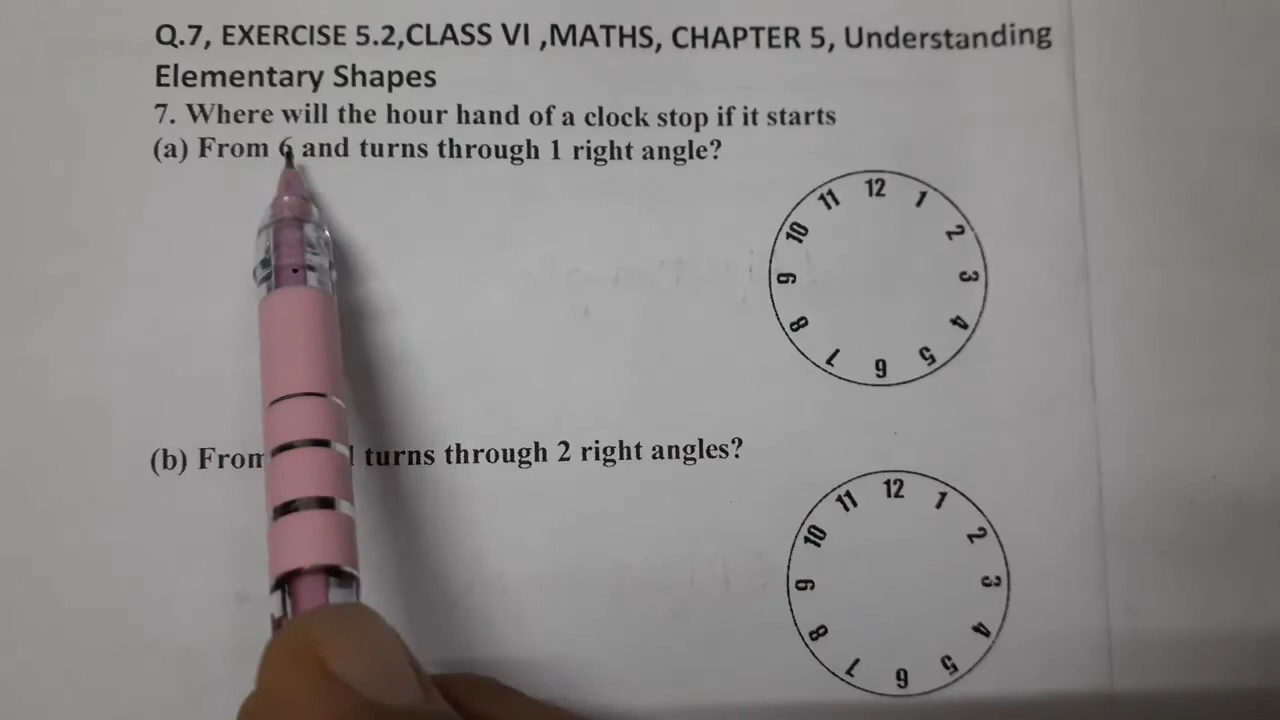 Q.7, EXERCISE 5.2,CLASS VI ,MATHS, CHAPTER 5, Understanding
Elementary Shapes
7. Where will the hour hand of a clock stop if it starts
(a) From 6 and turns through 1 right angle?
12
11 1
10 2
9 3
8 4
7 5
6
(b) From turns through 2 right angles?
12
11 1
10 2
9 3
8 4
7 5
6